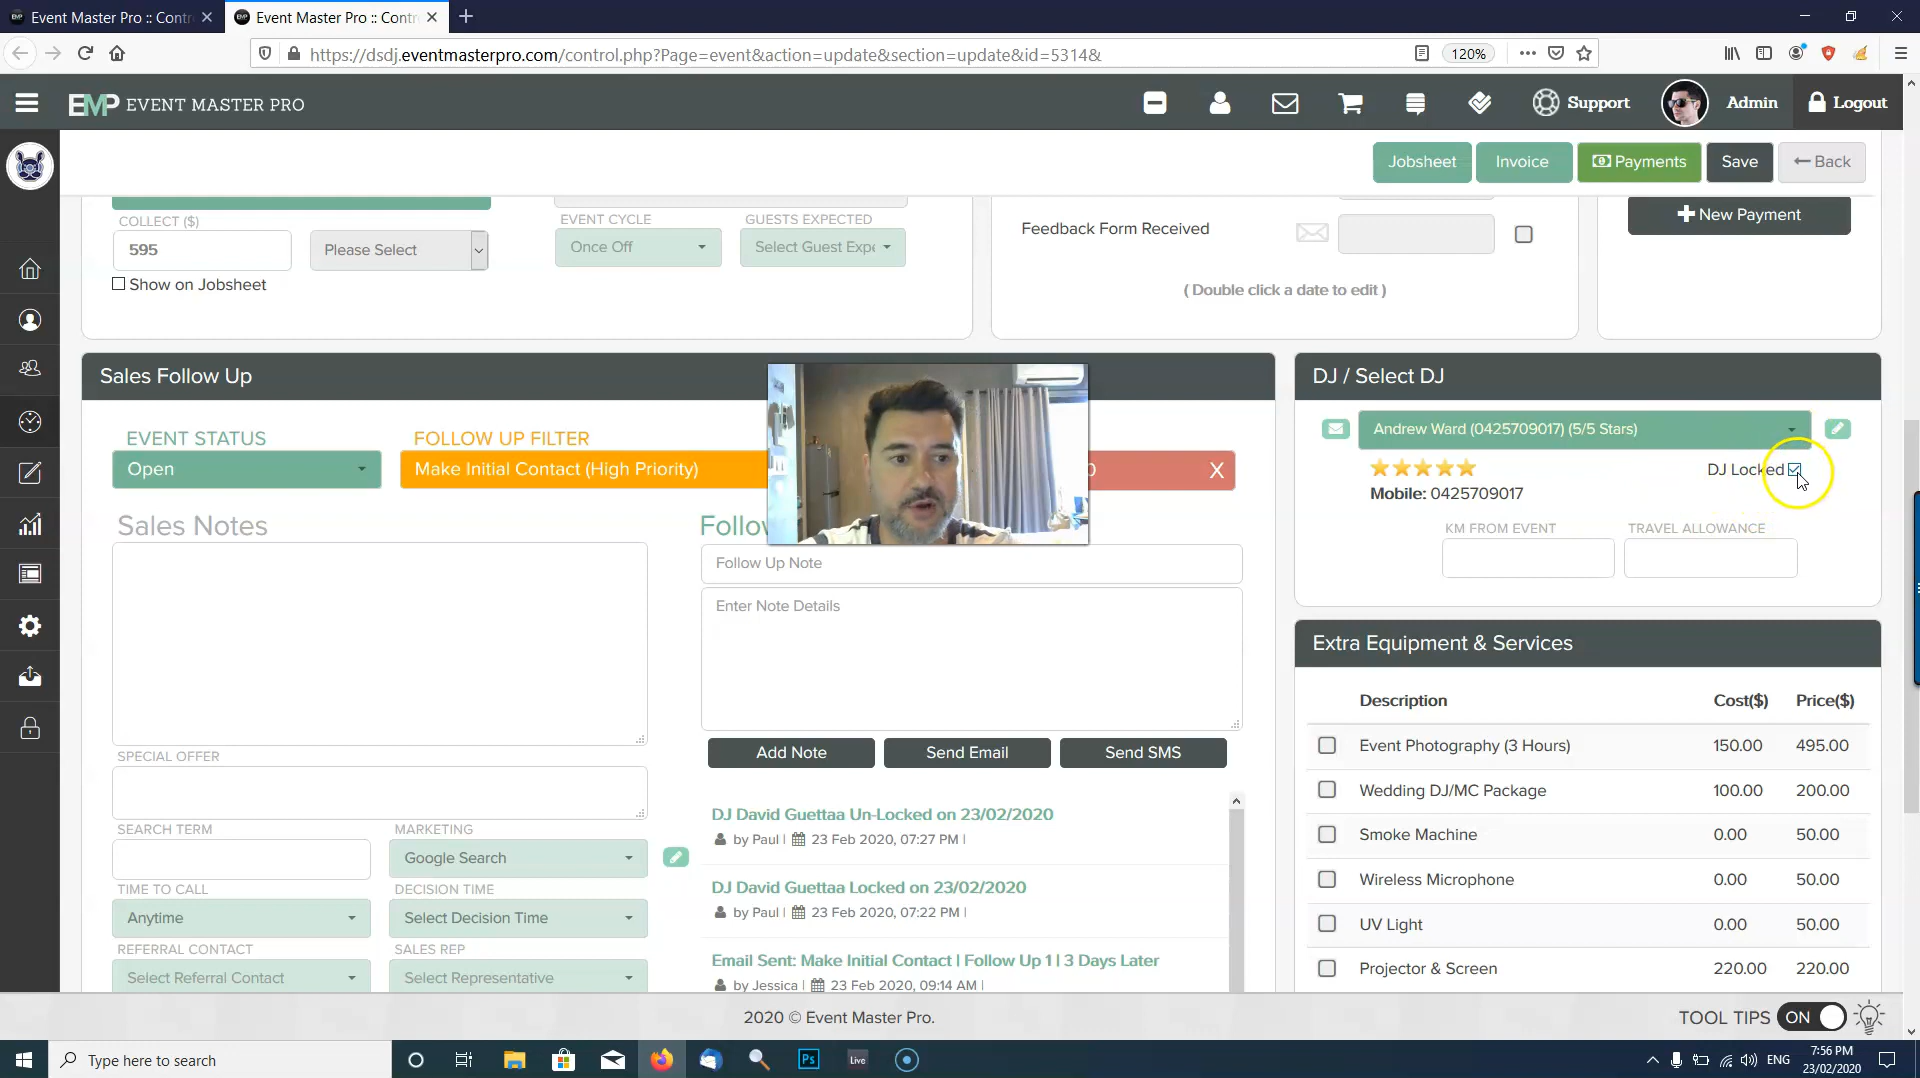 Event Master Pro :: Contr
Event Master Pro :: Contr
https://dsdj.eventmasterpro.com/control.php?Page=event&action=update&section=update&id=5314&
120%
EMP EVENT MASTER PRO
Support
Admin
Logout
Jobsheet
Invoice
Payments
Save
Back
COLLECT ($)
595
Please Select
Show on Jobsheet
EVENT CYCLE
Once Off
GUESTS EXPECTED
Select Guest Expe
Feedback Form Received
( Double click a date to edit )
New Payment
Sales Follow Up
EVENT STATUS
Open
FOLLOW UP FILTER
Make Initial Contact (High Priority)
X
Sales Notes
SPECIAL OFFER
SEARCH TERM
MARKETING
Google Search
TIME TO CALL
Anytime
DECISION TIME
Select Decision Time
REFERRAL CONTACT
Select Referral Contact
SALES REP
Select Representative
Follow Up Note
Enter Note Details
Add Note
Send Email
Send SMS
DJ David Guettaa Un-Locked on 23/02/2020
by Paul | 23 Feb 2020, 07:27 PM |
DJ David Guettaa Locked on 23/02/2020
by Paul | 23 Feb 2020, 07:22 PM |
Email Sent: Make Initial Contact | Follow Up 1 | 3 Days Later
by Jessica | 23 Feb 2020, 09:14 AM |
DJ / Select DJ
Andrew Ward (0425709017) (5/5 Stars)
DJ Locked
Mobile: 0425709017
KM FROM EVENT
TRAVEL ALLOWANCE
Extra Equipment & Services
Description Cost($) Price($)
Event Photography (3 Hours) 150.00 495.00
Wedding DJ/MC Package 100.00 200.00
Smoke Machine 0.00 50.00
Wireless Microphone 0.00 50.00
UV Light 0.00 50.00
Projector & Screen 220.00 220.00
2020 © Event Master Pro.
TOOL TIPS ON
Type here to search
Ps
Live
ENG
7:56 PM
23/02/2020